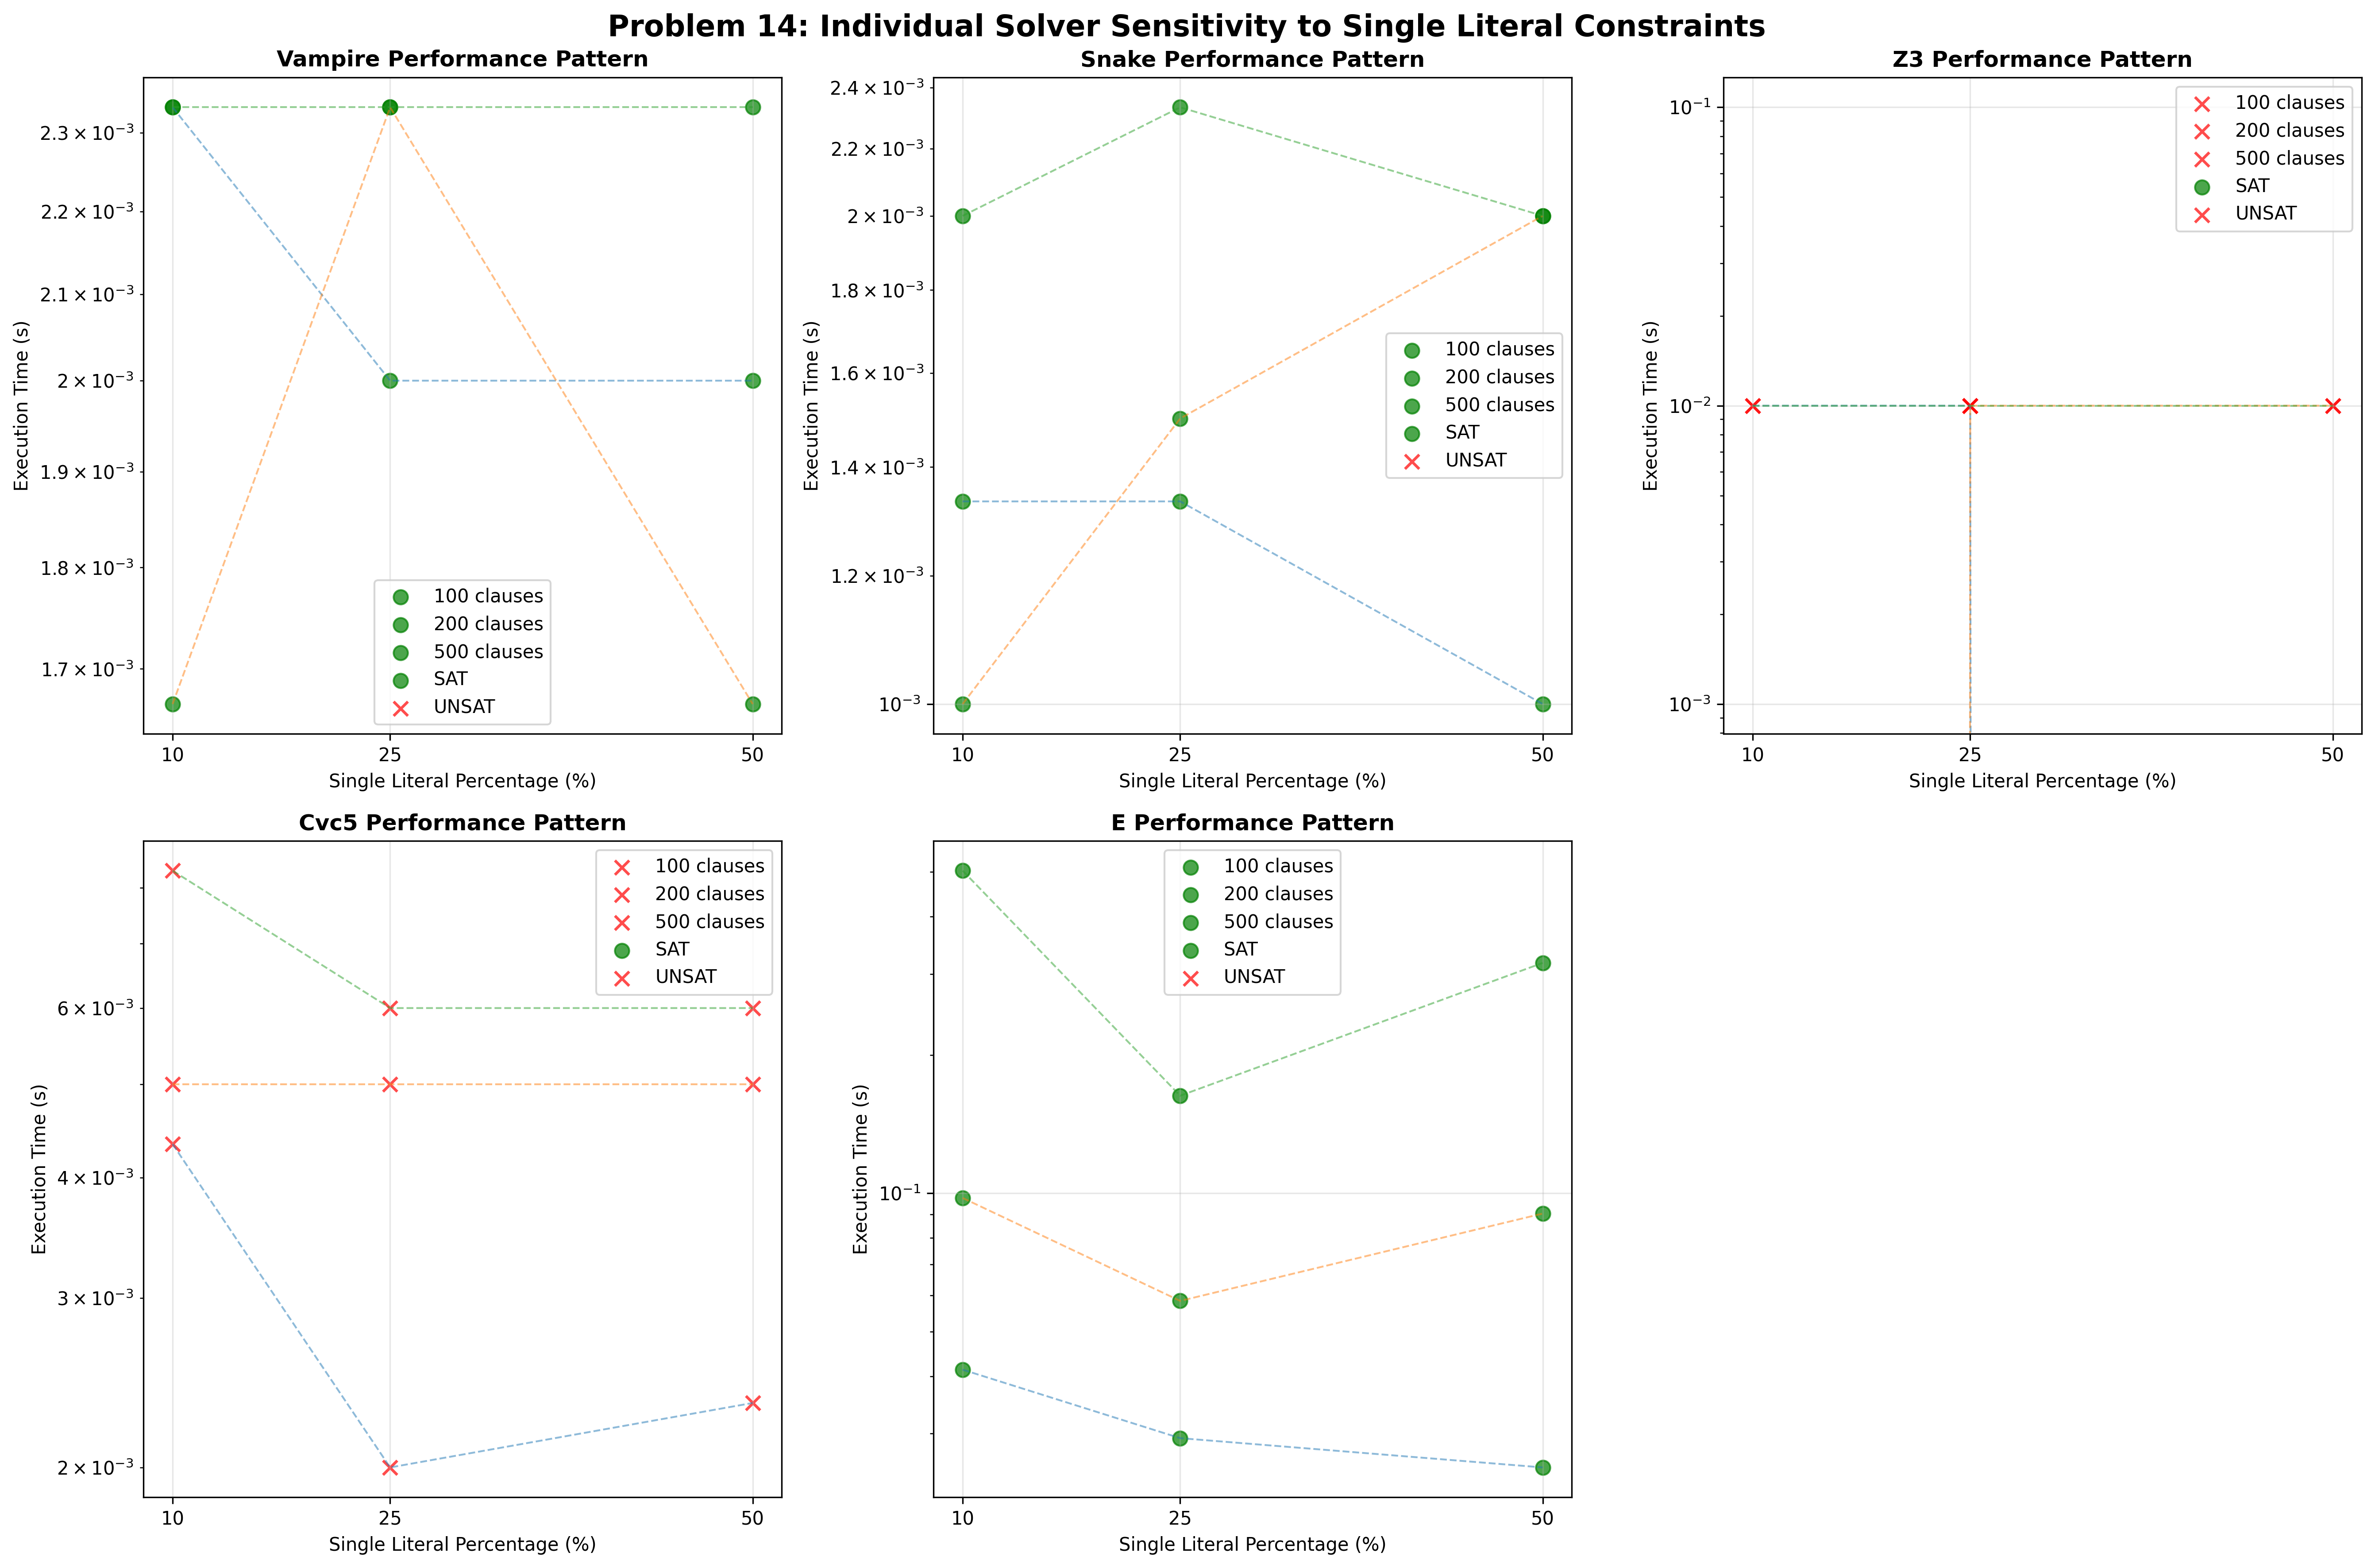 Problem 14: Individual Solver Sensitivity to Single Literal Constraints
Vampire Performance Pattern
Execution Time (s)
2.3 × 10⁻³
2.2 × 10⁻³
2.1 × 10⁻³
2 × 10⁻³
1.9 × 10⁻³
1.8 × 10⁻³
1.7 × 10⁻³
100 clauses
200 clauses
500 clauses
SAT
UNSAT
10 25 50
Single Literal Percentage (%)
Snake Performance Pattern
Execution Time (s)
2.4 × 10⁻³
2.2 × 10⁻³
2 × 10⁻³
1.8 × 10⁻³
1.6 × 10⁻³
1.4 × 10⁻³
1.2 × 10⁻³
10⁻³
100 clauses
200 clauses
500 clauses
SAT
UNSAT
10 25 50
Single Literal Percentage (%)
Z3 Performance Pattern
Execution Time (s)
10⁻¹
10⁻²
10⁻³
100 clauses
200 clauses
500 clauses
SAT
UNSAT
10 25 50
Single Literal Percentage (%)
Cvc5 Performance Pattern
Execution Time (s)
6 × 10⁻³
4 × 10⁻³
3 × 10⁻³
2 × 10⁻³
100 clauses
200 clauses
500 clauses
SAT
UNSAT
10 25 50
Single Literal Percentage (%)
E Performance Pattern
Execution Time (s)
10⁻¹
100 clauses
200 clauses
500 clauses
SAT
UNSAT
10 25 50
Single Literal Percentage (%)